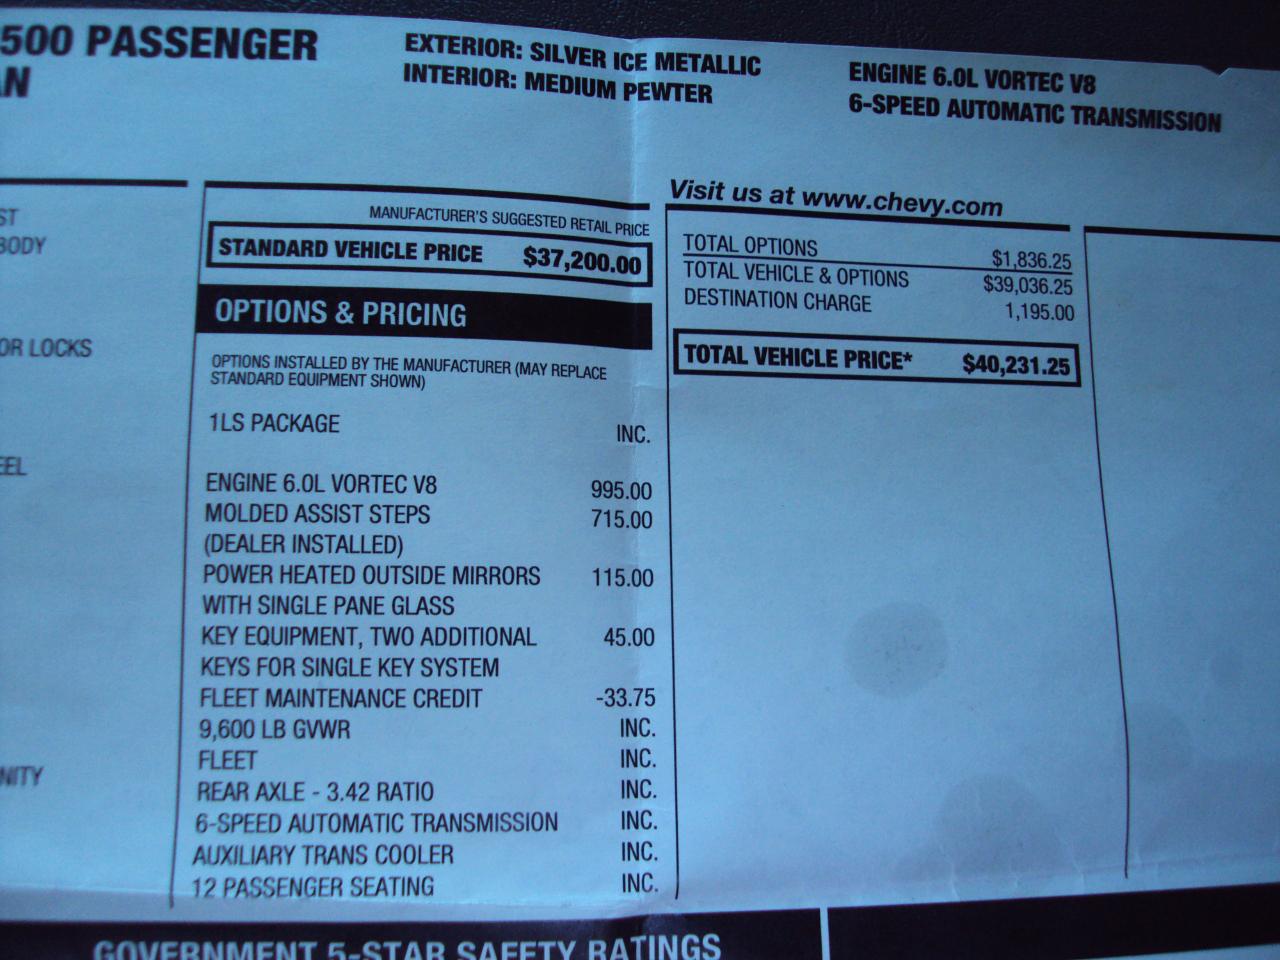 500 PASSENGER
AN
EXTERIOR: SILVER ICE METALLIC
INTERIOR: MEDIUM PEWTER
ENGINE 6.0L VORTEC V8
6-SPEED AUTOMATIC TRANSMISSION
ST
BODY
OR LOCKS
EEL
NITY
MANUFACTURER'S SUGGESTED RETAIL PRICE
STANDARD VEHICLE PRICE $37,200.00
OPTIONS & PRICING
OPTIONS INSTALLED BY THE MANUFACTURER (MAY REPLACE
STANDARD EQUIPMENT SHOWN)
1LS PACKAGE INC.
ENGINE 6.0L VORTEC V8 995.00
MOLDED ASSIST STEPS 715.00
(DEALER INSTALLED)
POWER HEATED OUTSIDE MIRRORS 115.00
WITH SINGLE PANE GLASS
KEY EQUIPMENT, TWO ADDITIONAL 45.00
KEYS FOR SINGLE KEY SYSTEM
FLEET MAINTENANCE CREDIT -33.75
9,600 LB GVWR INC.
FLEET INC.
REAR AXLE - 3.42 RATIO INC.
6-SPEED AUTOMATIC TRANSMISSION INC.
AUXILIARY TRANS COOLER INC.
12 PASSENGER SEATING INC.
Visit us at www.chevy.com
TOTAL OPTIONS $1,836.25
TOTAL VEHICLE & OPTIONS $39,036.25
DESTINATION CHARGE 1,195.00
TOTAL VEHICLE PRICE* $40,231.25
GOVERNMENT 5-STAR SAFETY RATINGS